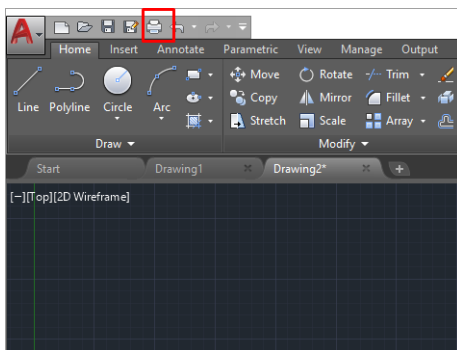 A
Home Insert Annotate Parametric View Manage Output
Move Rotate Trim
Copy Mirror Fillet
Line Polyline Circle Arc
Stretch Scale Array
Draw Modify
Start Drawing1 Drawing2*
[−][Top][2D Wireframe]